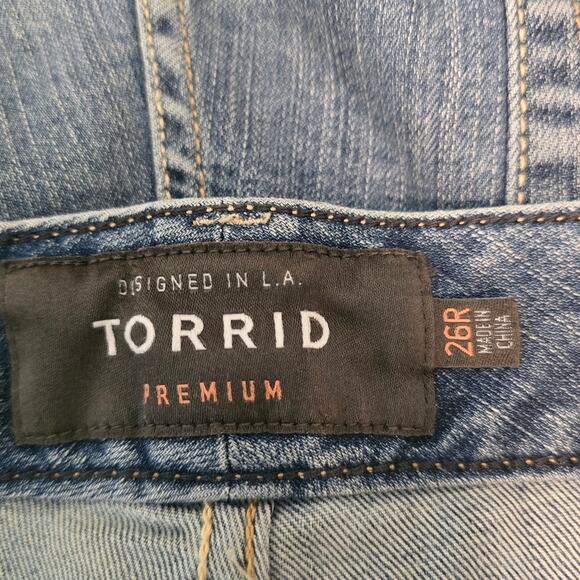 DESIGNED IN L.A.
TORRID
PREMIUM
26R
MADE IN
CHINA